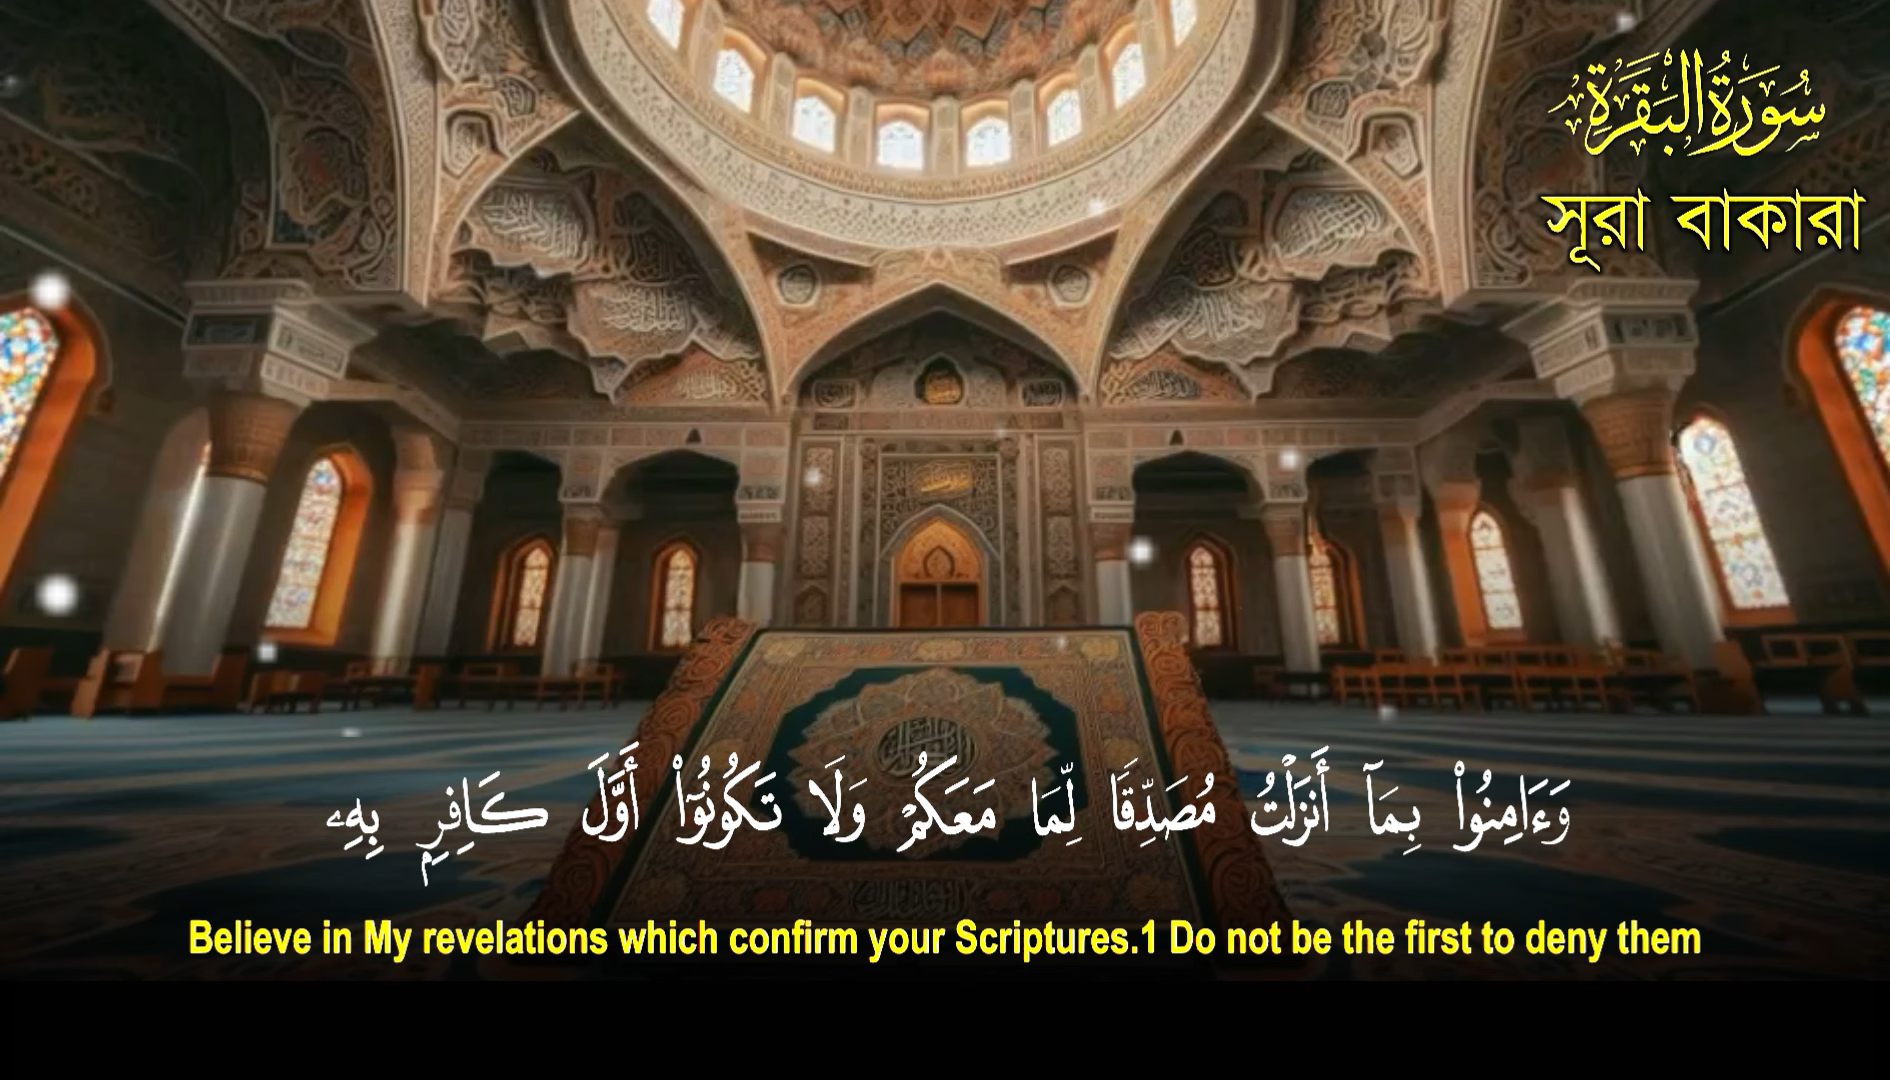 سُورَةُ البَقَرَةِ
সূরা বাকারা
وَءَامِنُوا۟ بِمَآ أَنزَلْتُ مُصَدِّقًا لِّمَا مَعَكُمْ وَلَا تَكُونُوٓا۟ أَوَّلَ كَافِرٍۭ بِهِۦ
Believe in My revelations which confirm your Scriptures.1 Do not be the first to deny them